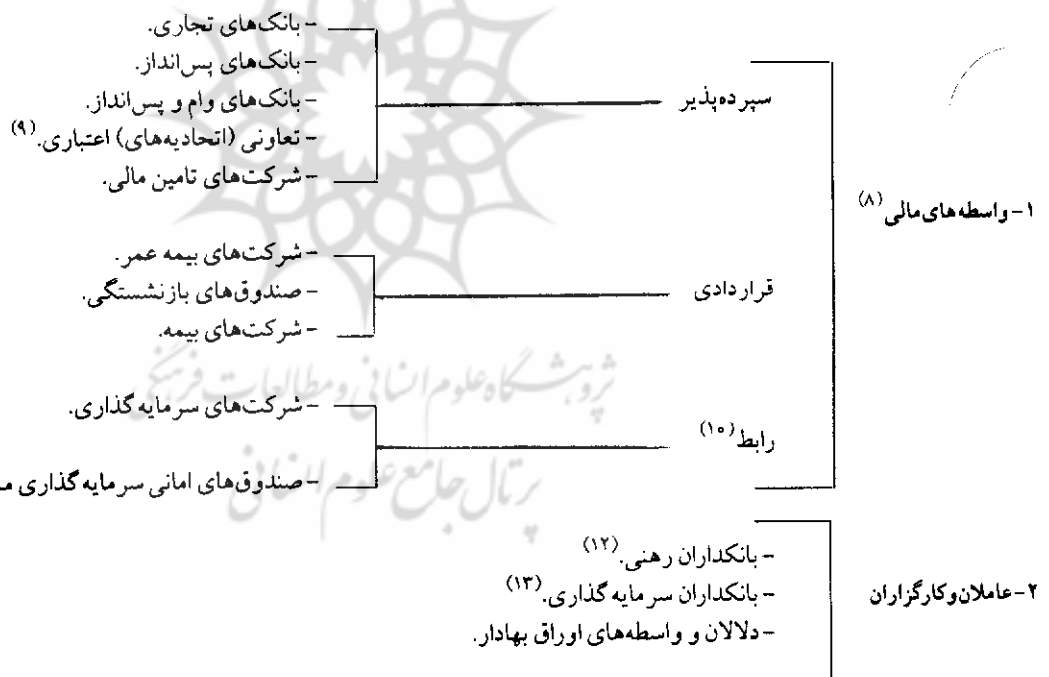 ۱- واسطه‌های مالی (۸)
سپرده‌پذیر
- بانک‌های تجاری.
- بانک‌های پس‌انداز.
- بانک‌های وام و پس‌انداز.
- تعاونی (اتحادیه‌های) اعتباری. (۹)
- شرکت‌های تامین مالی.
قراردادی
- شرکت‌های بیمه عمر.
- صندوق‌های بازنشستگی.
- شرکت‌های بیمه.
رابط (۱۰)
- شرکت‌های سرمایه گذاری.
- صندوق‌های امانی سرمایه گذاری
۲- عاملان و کارگزاران
- بانکداران رهنی. (۱۲)
- بانکداران سرمایه گذاری. (۱۳)
- دلالان و واسطه‌های اوراق بهادار.
پژوهشگاه علوم انسانی و مطالعات فرهنگی
پرتال جامع علوم انسانی